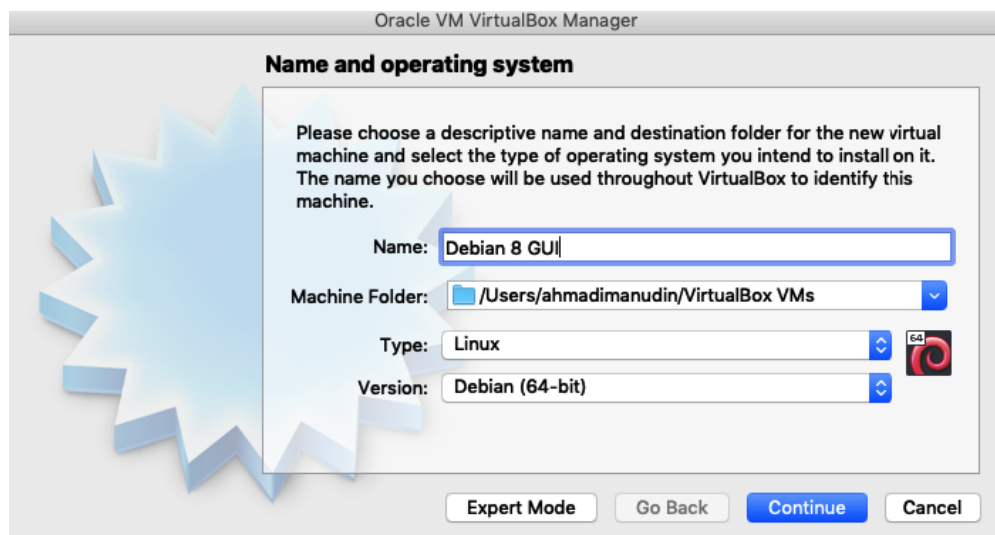 Oracle VM VirtualBox Manager
Name and operating system
Please choose a descriptive name and destination folder for the new virtual
machine and select the type of operating system you intend to install on it.
The name you choose will be used throughout VirtualBox to identify this
machine.
Name: Debian 8 GUI
Machine Folder: /Users/ahmadimanudin/VirtualBox VMs
Type: Linux
64
Version: Debian (64-bit)
Expert Mode Go Back Continue Cancel